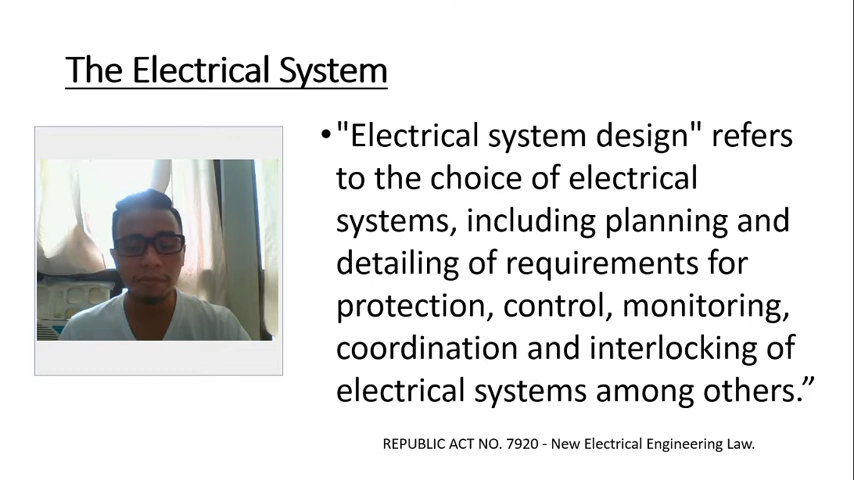 The Electrical System
•"Electrical system design" refers
to the choice of electrical
systems, including planning and
detailing of requirements for
protection, control, monitoring,
coordination and interlocking of
electrical systems among others.”
REPUBLIC ACT NO. 7920 - New Electrical Engineering Law.